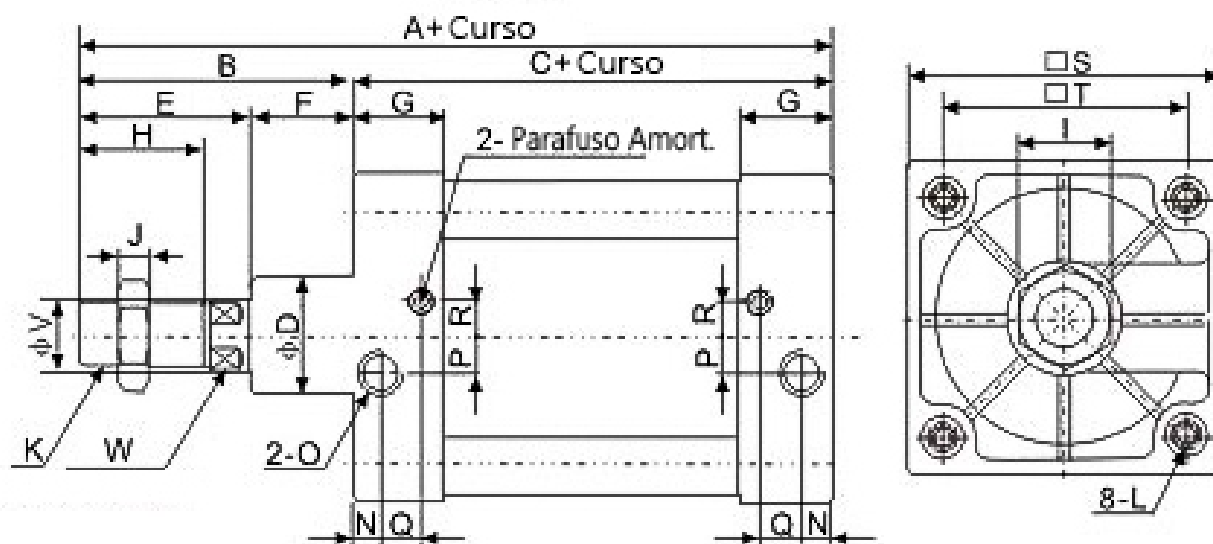 A+ Curso
B
C+ Curso
E
F
G
G
H
2- Parafuso Amort.
J
ΦV
ΦD
R
P
R
P
K
W
2-O
N
Q
Q
N
□S
□T
I
8-L